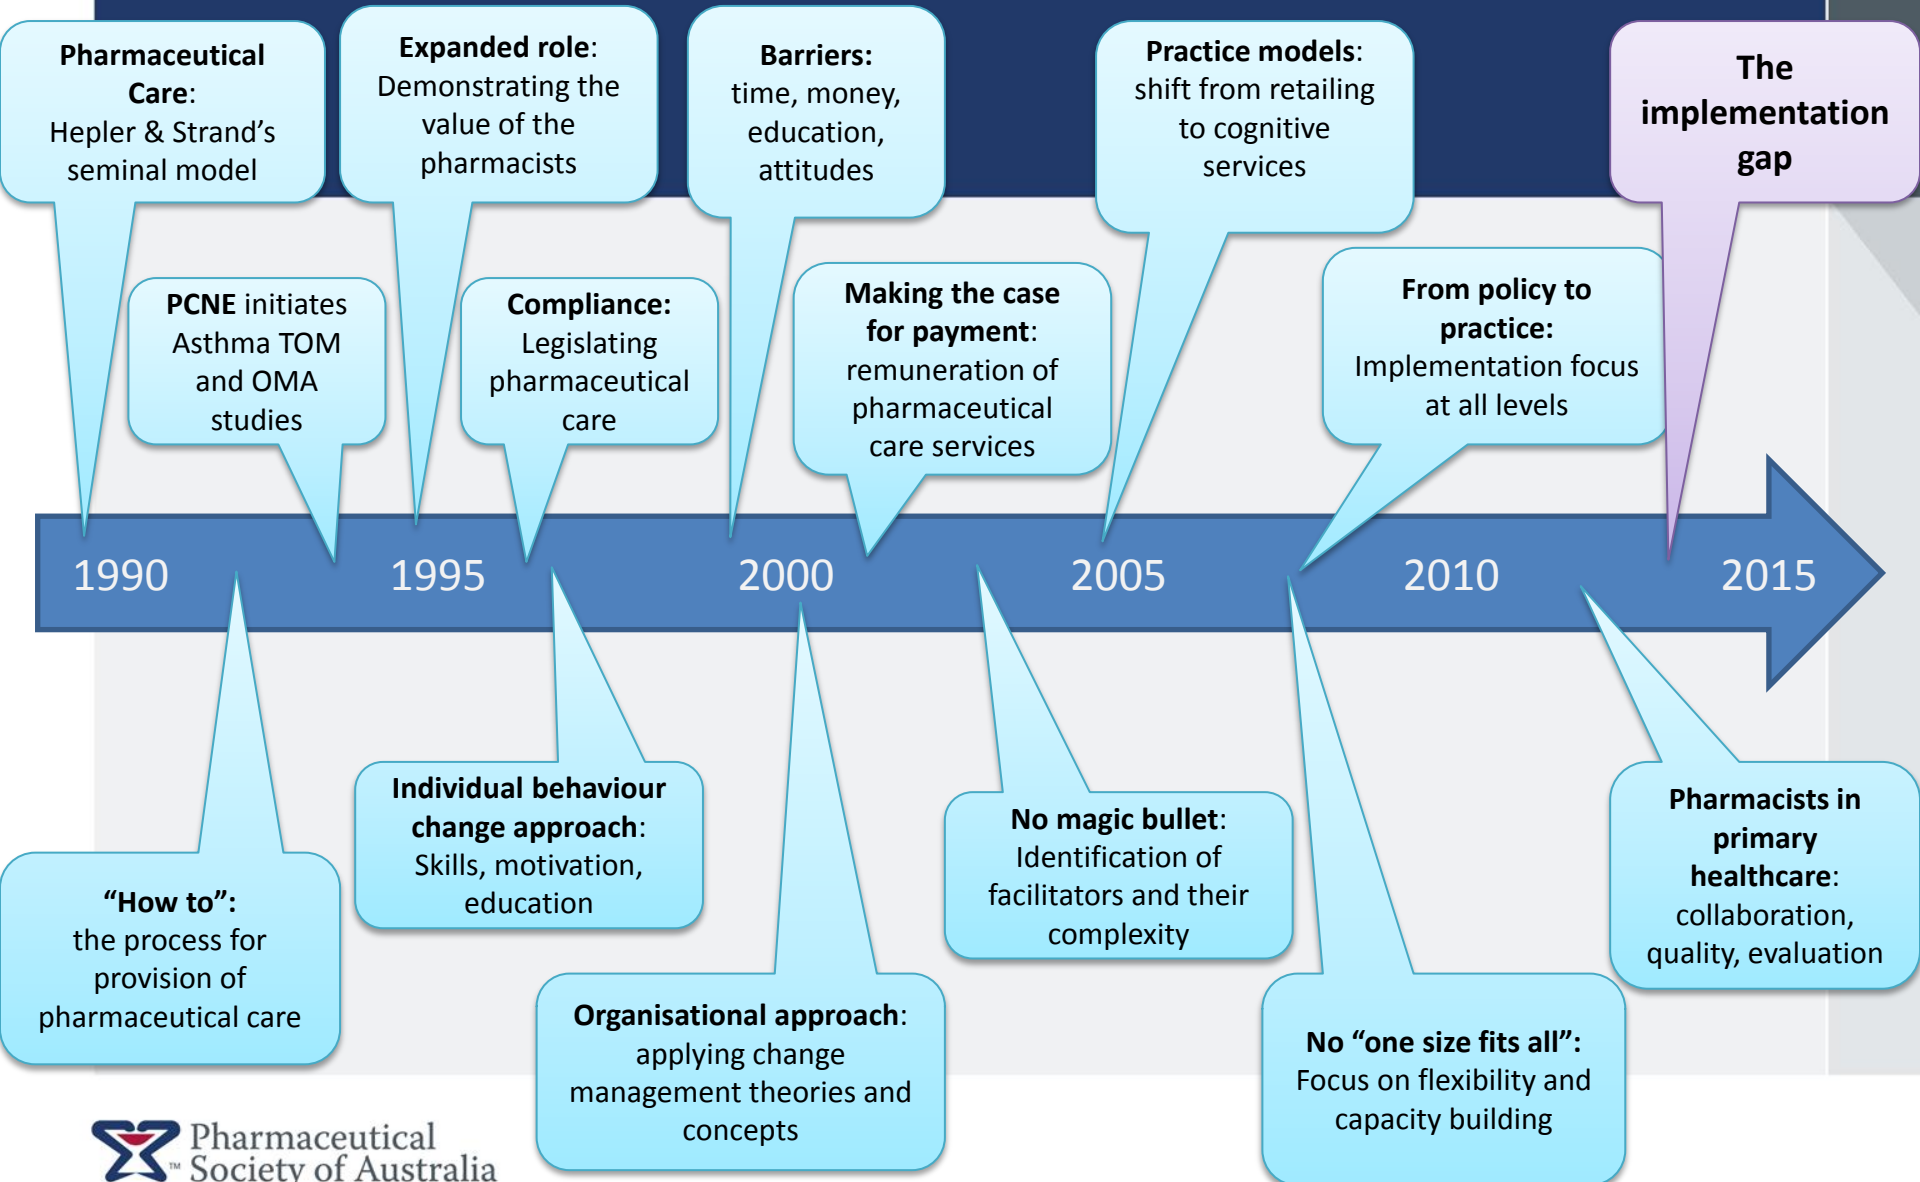 Pharmaceutical
Care:
Hepler & Strand's
seminal model
Expanded role:
Demonstrating the
value of the
pharmacists
Barriers:
time, money,
education,
attitudes
Practice models:
shift from retailing
to cognitive
services
The
implementation
gap
PCNE initiates
Asthma TOM
and OMA
studies
Compliance:
Legislating
pharmaceutical
care
Making the case
for payment:
remuneration of
pharmaceutical
care services
From policy to
practice:
Implementation focus
at all levels
1990
1995
2000
2005
2010
2015
"How to":
the process for
provision of
pharmaceutical care
Individual behaviour
change approach:
Skills, motivation,
education
Organisational approach:
applying change
management theories and
concepts
No magic bullet:
Identification of
facilitators and their
complexity
No "one size fits all":
Focus on flexibility and
capacity building
Pharmacists in
primary
healthcare:
collaboration,
quality, evaluation
Pharmaceutical
™ Society of Australia